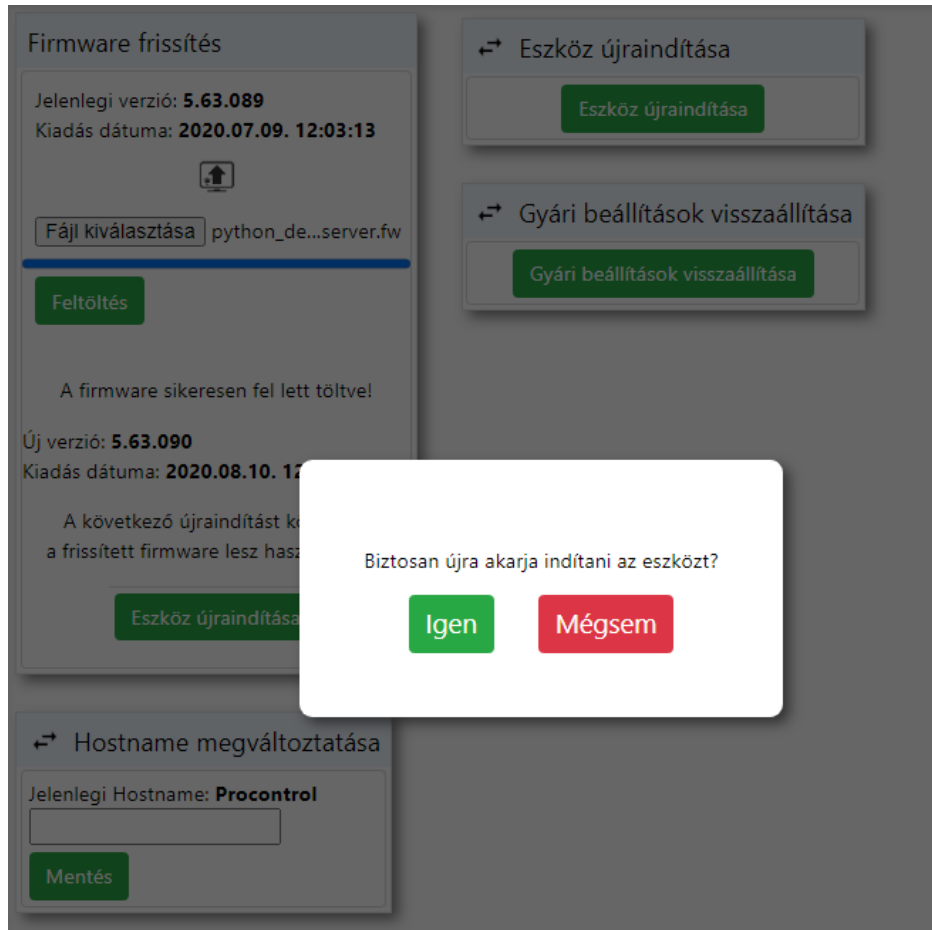 Firmware frissítés
Jelenlegi verzió: 5.63.089
Kiadás dátuma: 2020.07.09. 12:03:13
Fájl kiválasztása python_de...server.fw
Feltöltés
A firmware sikeresen fel lett töltve!
Új verzió: 5.63.090
Kiadás dátuma: 2020.08.10.
A következő újraindítást
a frissített firmware lesz
Eszköz újraindítása
Hostname megváltoztatása
Jelenlegi Hostname: Procontrol
Mentés
Eszköz újraindítása
Eszköz újraindítása
Gyári beállítások visszaállítása
Gyári beállítások visszaállítása
Biztosan újra akarja indítani az eszközt?
Igen
Mégsem